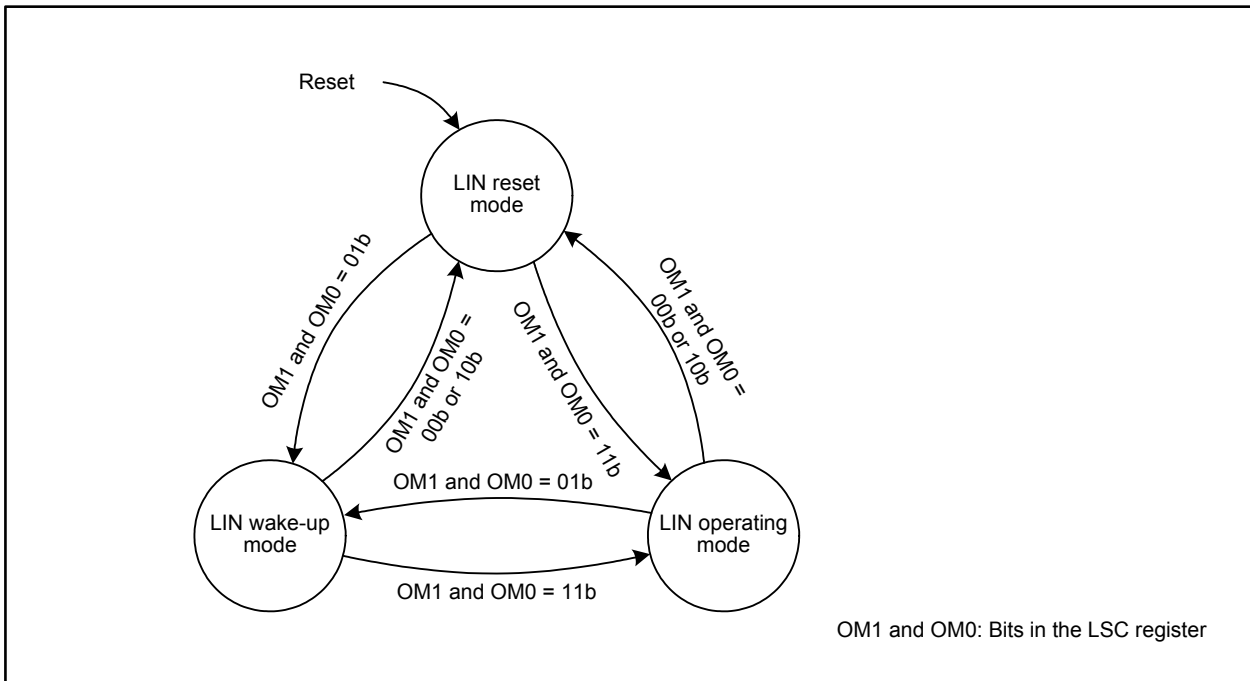 Reset
LIN reset
mode
OM1 and OM0 = 01b
OM1 and OM0 =
00b or 10b
OM1 and OM0 = 11b
OM1 and OM0 =
00b or 10b
OM1 and OM0 = 01b
LIN wake-up
mode
LIN operating
mode
OM1 and OM0 = 11b
OM1 and OM0: Bits in the LSC register